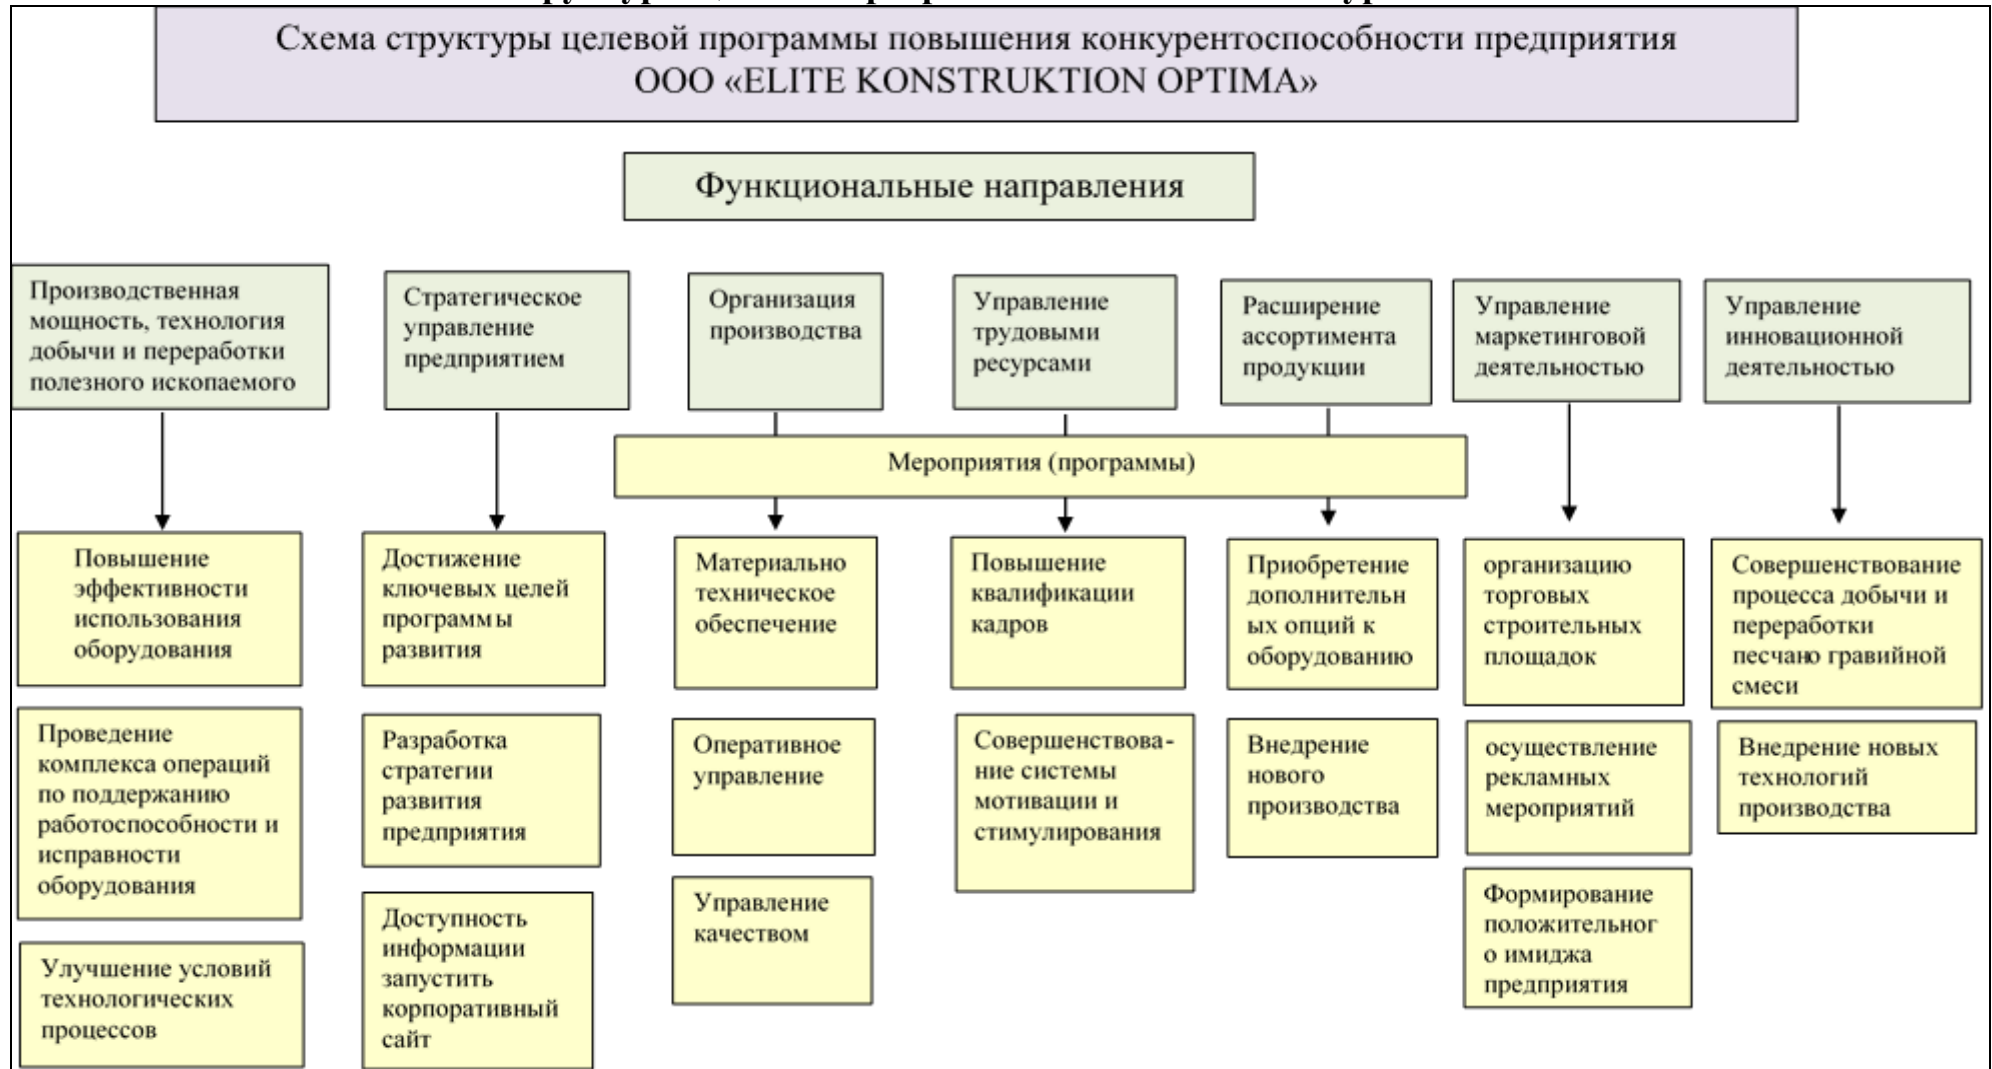 Схема структуры целевой программы повышения конкурентоспособности предприятия
ООО «ELITE KONSTRUKTION OPTIMA»
Функциональные направления
Производственная
мощность, технология
добычи и переработки
полезного ископаемого
Стратегическое
управление
предприятием
Организация
производства
Управление
трудовыми
ресурсами
Расширение
ассортимента
продукции
Управление
маркетинговой
деятельностью
Управление
инновационной
деятельностью
Мероприятия (программы)
Повышение
эффективности
использования
оборудования
Достижение
ключевых целей
программы
развития
Материально
техническое
обеспечение
Повышение
квалификации
кадров
Приобретение
дополнительн
ых опций к
оборудованию
организацию
торговых
строительных
площадок
Совершенствование
процесса добычи и
переработки
песчано гравийной
смеси
Проведение
комплекса операций
по поддержанию
работоспособности и
исправности
оборудования
Разработка
стратегии
развития
предприятия
Оперативное
управление
Совершенствова-
ние системы
мотивации и
стимулирования
Внедрение
нового
производства
осуществление
рекламных
мероприятий
Внедрение новых
технологий
производства
Улучшение условий
технологических
процессов
Доступность
информации
запустить
корпоративный
сайт
Управление
качеством
Формирование
положительног
о имиджа
предприятия